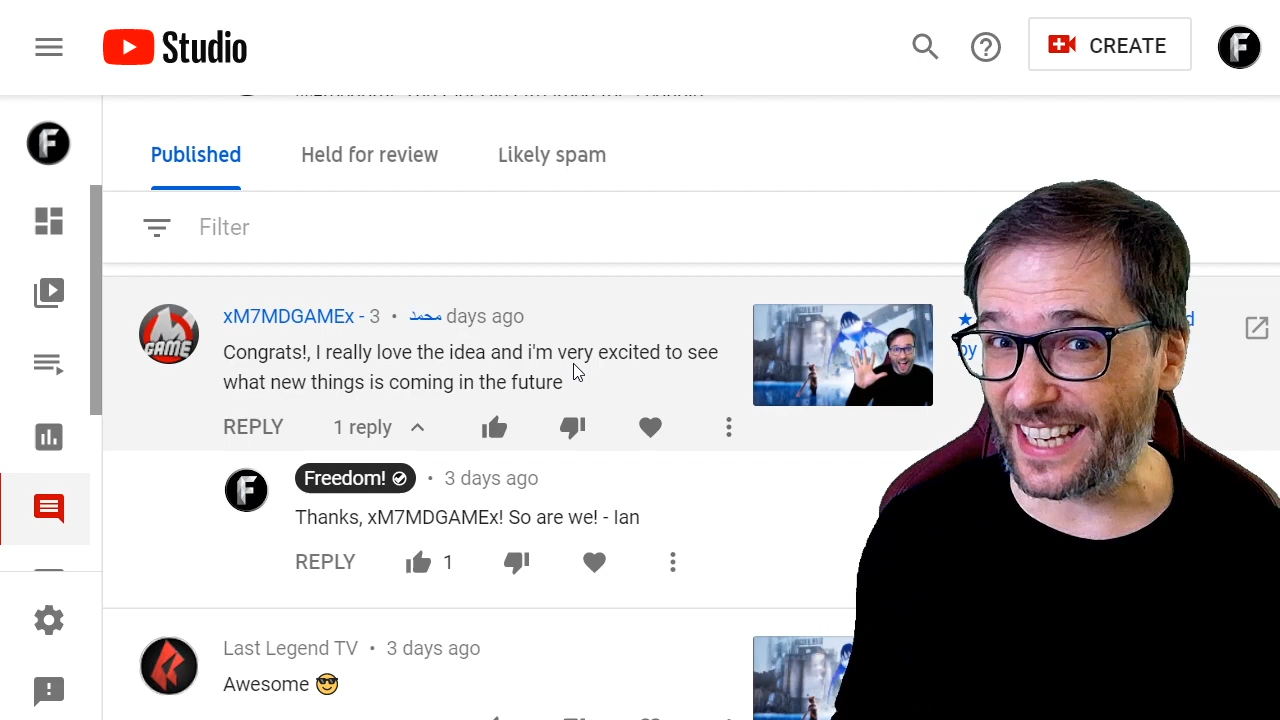 Studio
CREATE
Published
Held for review
Likely spam
Filter
xM7MDGAMEx - محمد • 3 days ago
Congrats!, I really love the idea and i'm very excited to see
what new things is coming in the future
by
REPLY
1 reply
Freedom! • 3 days ago
Thanks, xM7MDGAMEx! So are we! - Ian
REPLY
1
Last Legend TV • 3 days ago
Awesome 😎
GAME